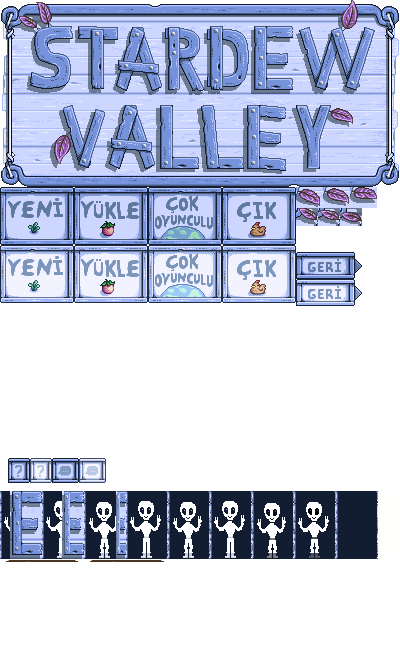 STARDEW
VALLEY
YENİ YÜKLE ÇOK OYUNCULU ÇIK
YENİ YÜKLE ÇOK OYUNCULU ÇIK
GERİ
GERİ
? ?
E E